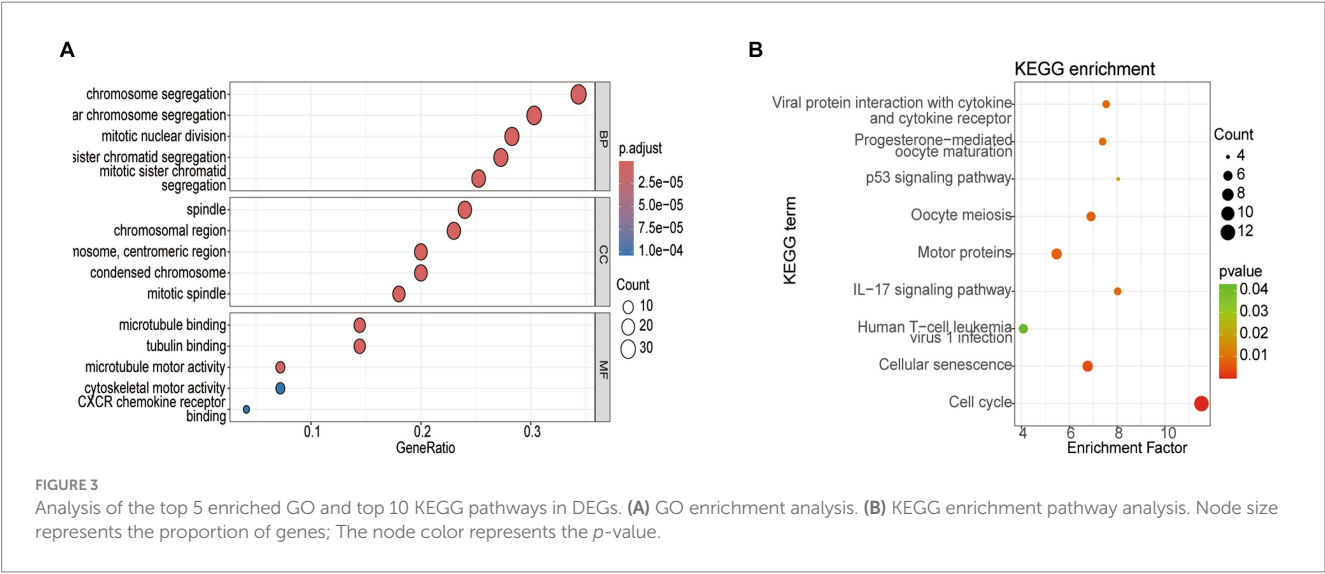 A
chromosome segregation
ar chromosome segregation
mitotic nuclear division
sister chromatid segregation
mitotic sister chromatid
segregation
BP
spindle
chromosomal region
nosome, centromeric region
condensed chromosome
mitotic spindle
CC
microtubule binding
tubulin binding
microtubule motor activity
cytoskeletal motor activity
CXCR chemokine receptor
binding
MF
0.1 0.2 0.3
GeneRatio
p.adjust
2.5e−05
5.0e−05
7.5e−05
1.0e−04
Count
10
20
30
B
KEGG enrichment
KEGG term
Viral protein interaction with cytokine
and cytokine receptor
Progesterone−mediated
oocyte maturation
p53 signaling pathway
Oocyte meiosis
Motor proteins
IL−17 signaling pathway
Human T−cell leukemia
virus 1 infection
Cellular senescence
Cell cycle
4 6 8 10
Enrichment Factor
Count
4
6
8
10
12
pvalue
0.04
0.03
0.02
0.01
FIGURE 3
Analysis of the top 5 enriched GO and top 10 KEGG pathways in DEGs. (A) GO enrichment analysis. (B) KEGG enrichment pathway analysis. Node size
represents the proportion of genes; The node color represents the p-value.